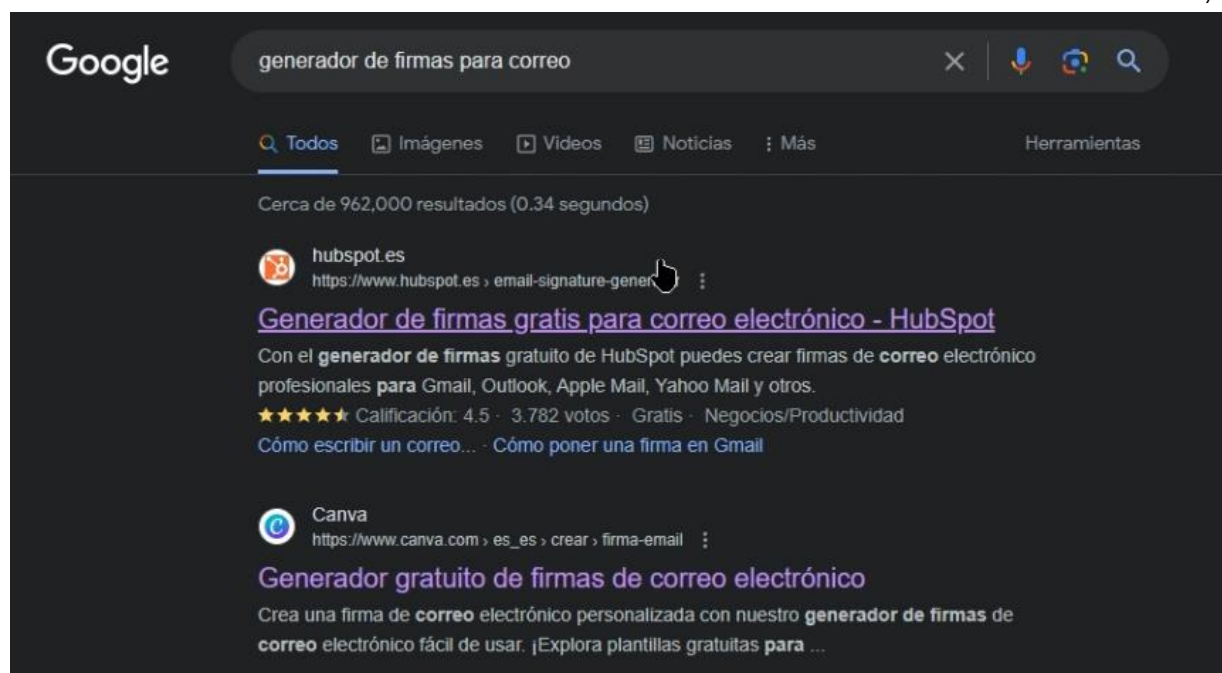 Google
generador de firmas para correo
Todos Imágenes Videos Noticias Más Herramientas
Cerca de 962,000 resultados (0.34 segundos)
hubspot.es
https://www.hubspot.es › email-signature-gener
Generador de firmas gratis para correo electrónico - HubSpot
Con el generador de firmas gratuito de HubSpot puedes crear firmas de correo electrónico
profesionales para Gmail, Outlook, Apple Mail, Yahoo Mail y otros.
Calificación: 4.5 · 3.782 votos · Gratis · Negocios/Productividad
Cómo escribir un correo... · Cómo poner una firma en Gmail
Canva
https://www.canva.com › es_es › crear › firma-email
Generador gratuito de firmas de correo electrónico
Crea una firma de correo electrónico personalizada con nuestro generador de firmas de
correo electrónico fácil de usar. ¡Explora plantillas gratuitas para ...